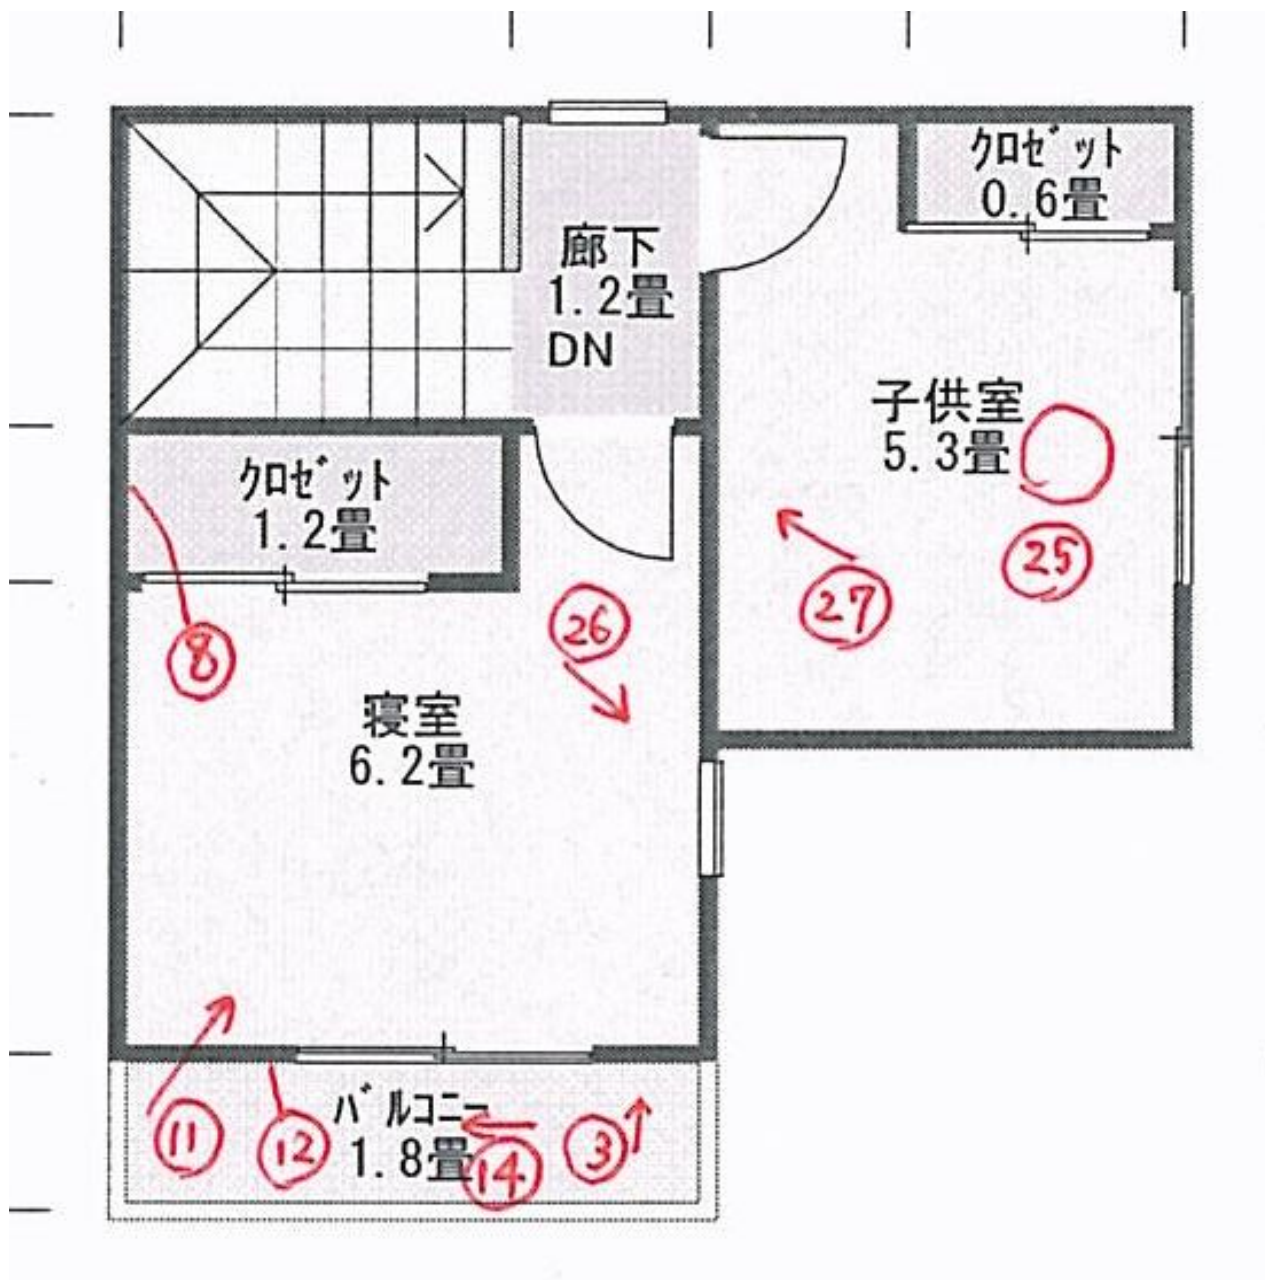 クロゼット
0.6畳
廊下
1.2畳
DN
子供室
5.3畳
クロゼット
1.2畳
㉕
㉗
㉖
⑧
寝室
6.2畳
バルコニー
1.8畳
⑪
⑫
⑭
③